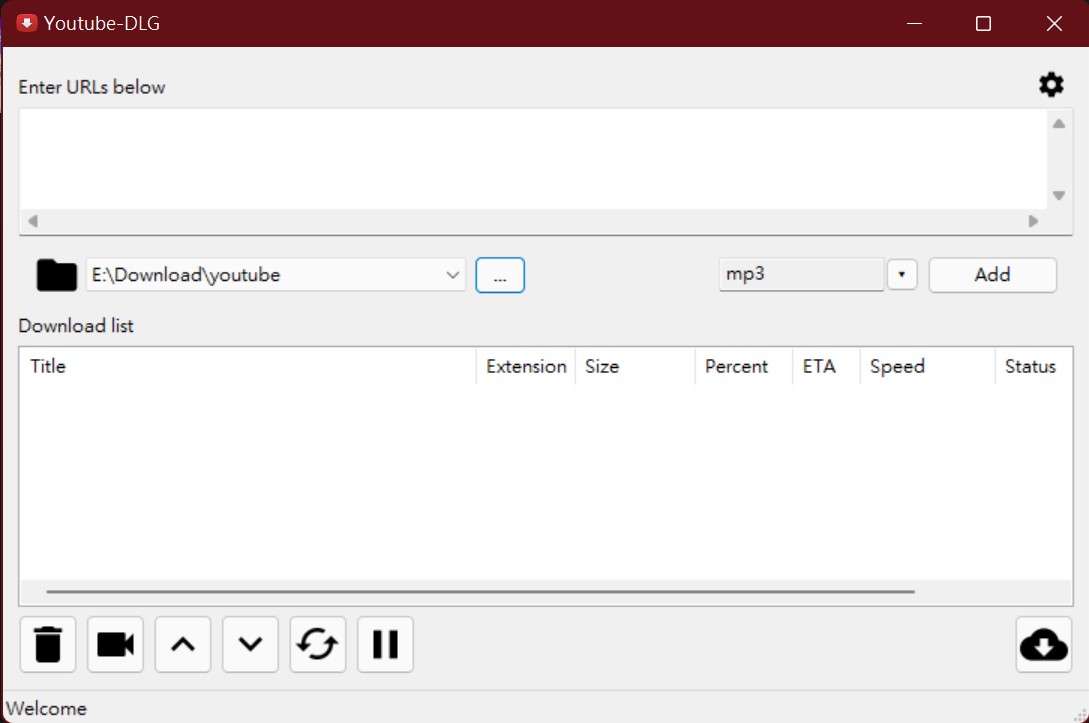 Youtube-DLG
Enter URLs below
E:\Download\youtube ... mp3 Add
Download list
Title Extension Size Percent ETA Speed Status
Welcome